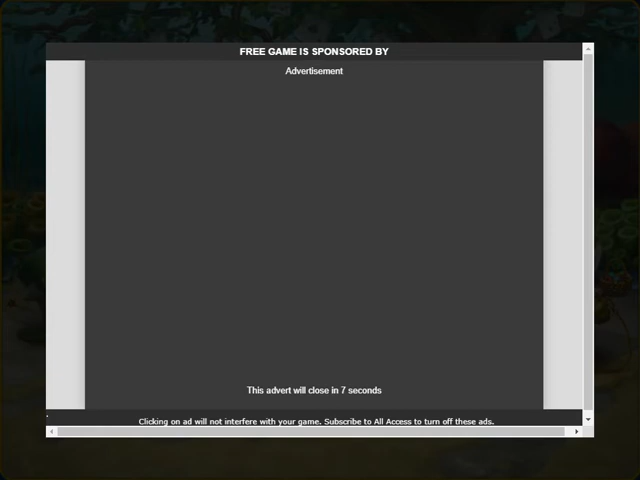 FREE GAME IS SPONSORED BY
Advertisement
This advert will close in 7 seconds
Clicking on ad will not interfere with your game. Subscribe to All Access to turn off these ads.